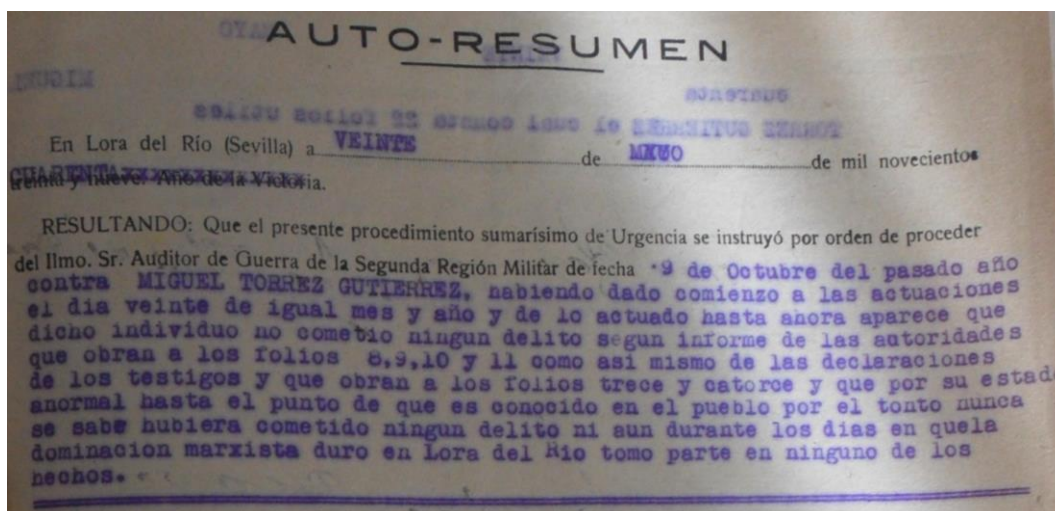 AUTO-RESUMEN
En Lora del Río (Sevilla) a VEINTE de MAYO de mil novecientos
CUARENTA
treinta y nueve. Año de la Victoria.
RESULTANDO: Que el presente procedimiento sumarísimo de Urgencia se instruyó por orden de proceder
del Ilmo. Sr. Auditor de Guerra de la Segunda Región Militar de fecha 9 de Octubre del pasado año
contra MIGUEL TORREZ GUTIERREZ, habiendo dado comienzo a las actuaciones
el dia veinte de igual mes y año y de lo actuado hasta ahora aparece que
dicho individuo no cometio ningun delito segun informe de las autoridades
que obran a los folios 8,9,10 y 11 como asi mismo de las declaraciones
de los testigos y que obran a los folios trece y catorce y que por su estado
anormal hasta el punto de que es conocido en el pueblo por el tonto nunca
se sabe hubiera cometido ningun delito ni aun durante los dias en quela
dominacion marxista duro en Lora del Rio tomo parte en ninguno de los
hechos.